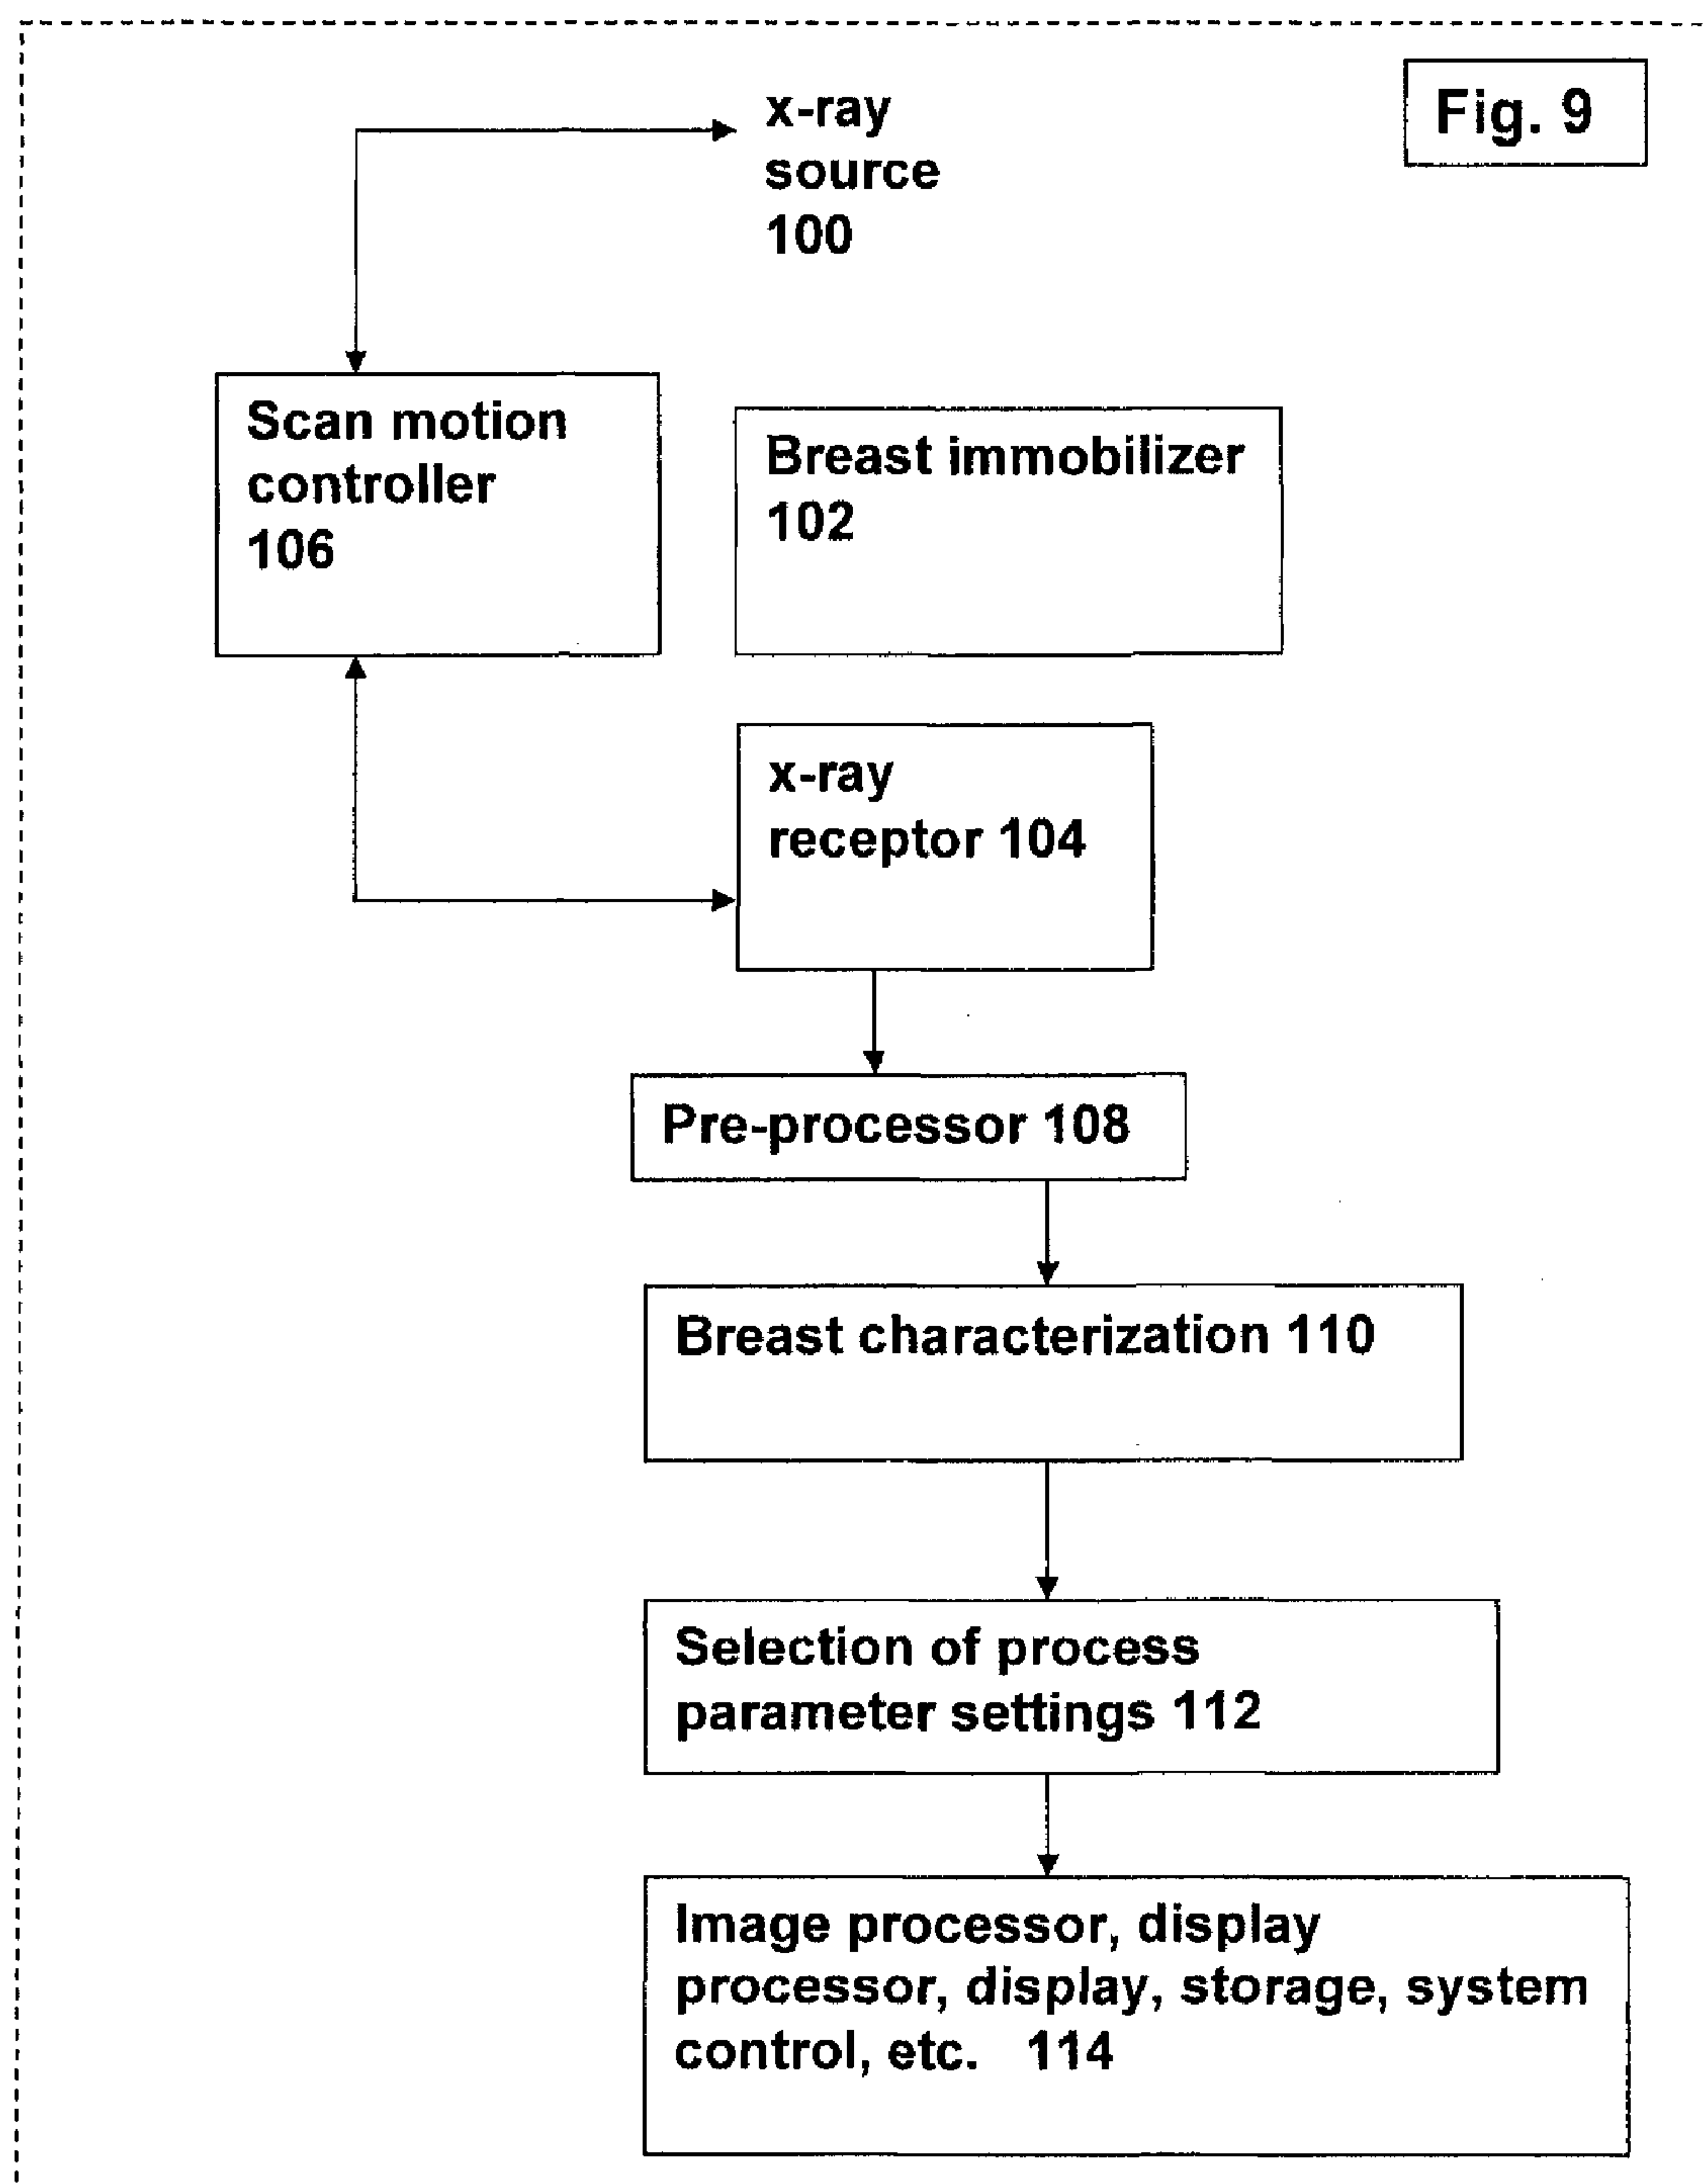 Fig. 9
x-ray
source
100
Scan motion
controller
106
Breast immobilizer
102
x-ray
receptor 104
Pre-processor 108
Breast characterization 110
Selection of process
parameter settings 112
Image processor, display
processor, display, storage, system
control, etc. 114